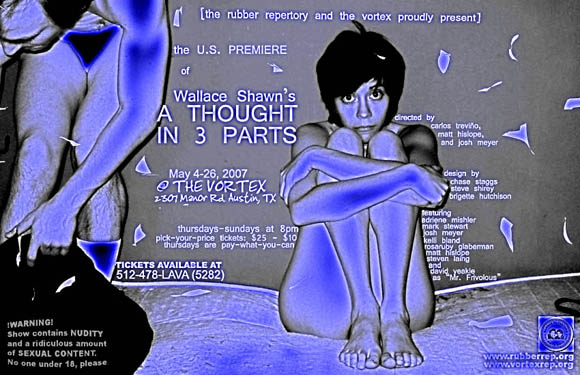 [the rubber repertory and the vortex proudly present]
the U.S. PREMIERE
of
Wallace Shawn's
A THOUGHT
IN 3 PARTS
May 4-26, 2007
@ THE VORTEX
2307 Manor Rd, Austin, TX
thursdays-sundays at 8pm
pick-your-price tickets: $25 - $10
thursdays are pay-what-you-can
TICKETS AVAILABLE AT
512-478-LAVA (5282)
!WARNING!
Show contains NUDITY
and a ridiculous amount
of SEXUAL CONTENT.
No one under 18, please
directed by
carlos treviño,
matt hislope,
and josh meyer
design by
chase staggs
steve shirey
brigette hutchison
featuring
adriene mishler
mark stewart
josh meyer
kelli bland
rosaruby glaberman
matt hislope
steven laing
and
david yeakle
as "Mr. Frivolous"
www.rubberrep.org
www.vortexrep.org